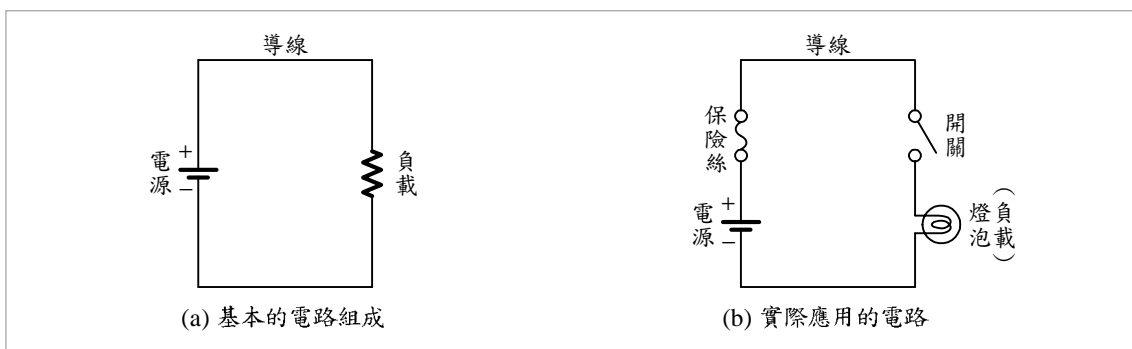 導線
電源
+
−
負載
(a) 基本的電路組成
導線
保險絲
開關
電源
+
−
燈泡(負載)
(b) 實際應用的電路